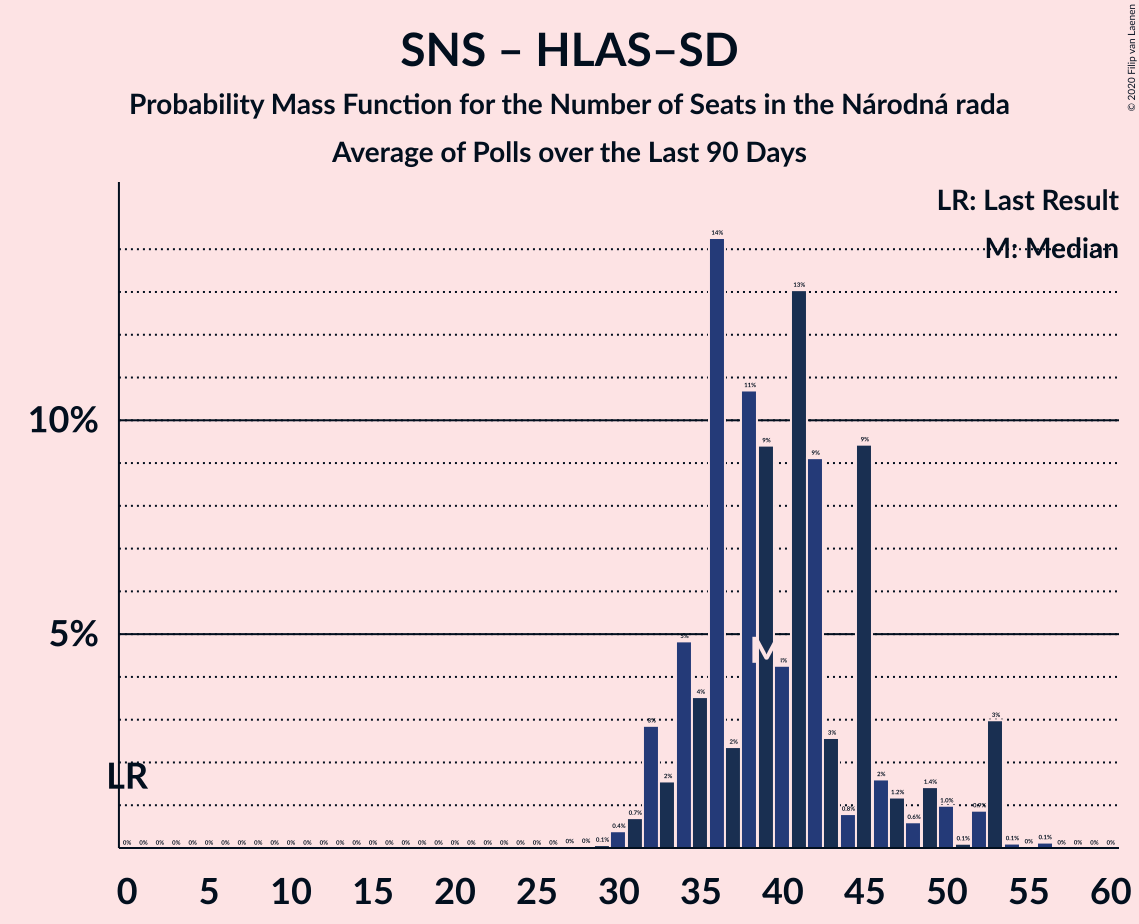 SNS – HLAS–SD
Probability Mass Function for the Number of Seats in the Národná rada
Average of Polls over the Last 90 Days
© 2020 Filip van Laenen
LR: Last Result
M: Median
10%
5%
LR
M
0% 0% 0% 0% 0% 0% 0% 0% 0% 0% 0% 0% 0% 0% 0% 0% 0% 0% 0% 0% 0% 0% 0% 0% 0% 0% 0% 0% 0% 0.1% 0.4% 0.7% 3% 2% 5% 4% 14% 2% 11% 9% 13% 9% 3% 0.8% 9% 2% 1.2% 0.6% 1.4% 1.0% 0.1% 0.9% 3% 0.1% 0% 0.1% 0% 0% 0% 0%
0 5 10 15 20 25 30 35 40 45 50 55 60